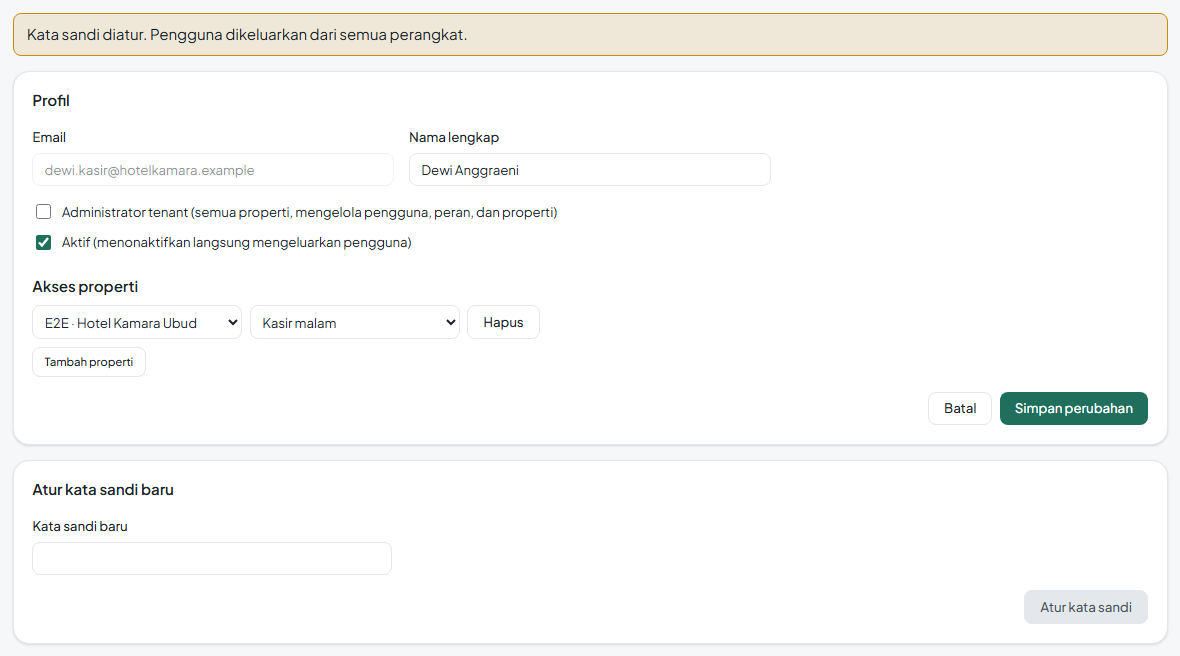 Kata sandi diatur. Pengguna dikeluarkan dari semua perangkat.
Profil
Email
Nama lengkap
dewi.kasir@hotelkamara.example
Dewi Anggraeni
Administrator tenant (semua properti, mengelola pengguna, peran, dan properti)
Aktif (menonaktifkan langsung mengeluarkan pengguna)
Akses properti
E2E · Hotel Kamara Ubud
Kasir malam
Hapus
Tambah properti
Batal
Simpan perubahan
Atur kata sandi baru
Kata sandi baru
Atur kata sandi